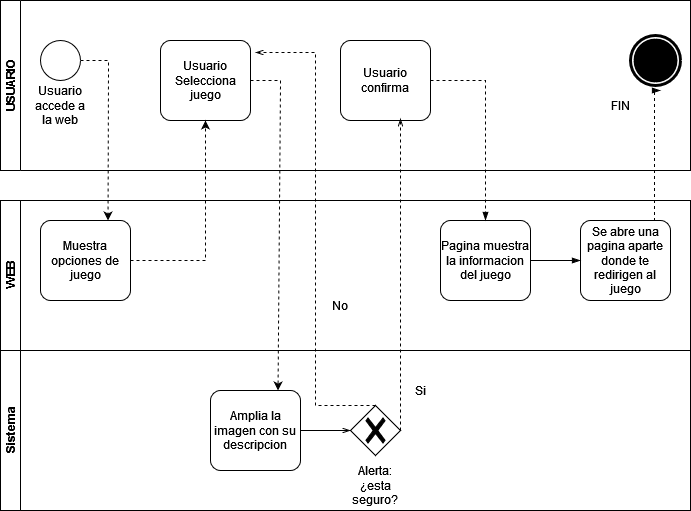 USUARIO
Usuario
accede a
la web
Usuario
Selecciona
juego
Usuario
confirma
FIN
WEB
Muestra
opciones de
juego
Pagina muestra
la informacion
del juego
Se abre una
pagina aparte
donde te
redirigen al
juego
No
Si
Sistema
Amplia la
imagen con su
descripcion
Alerta:
¿esta
seguro?